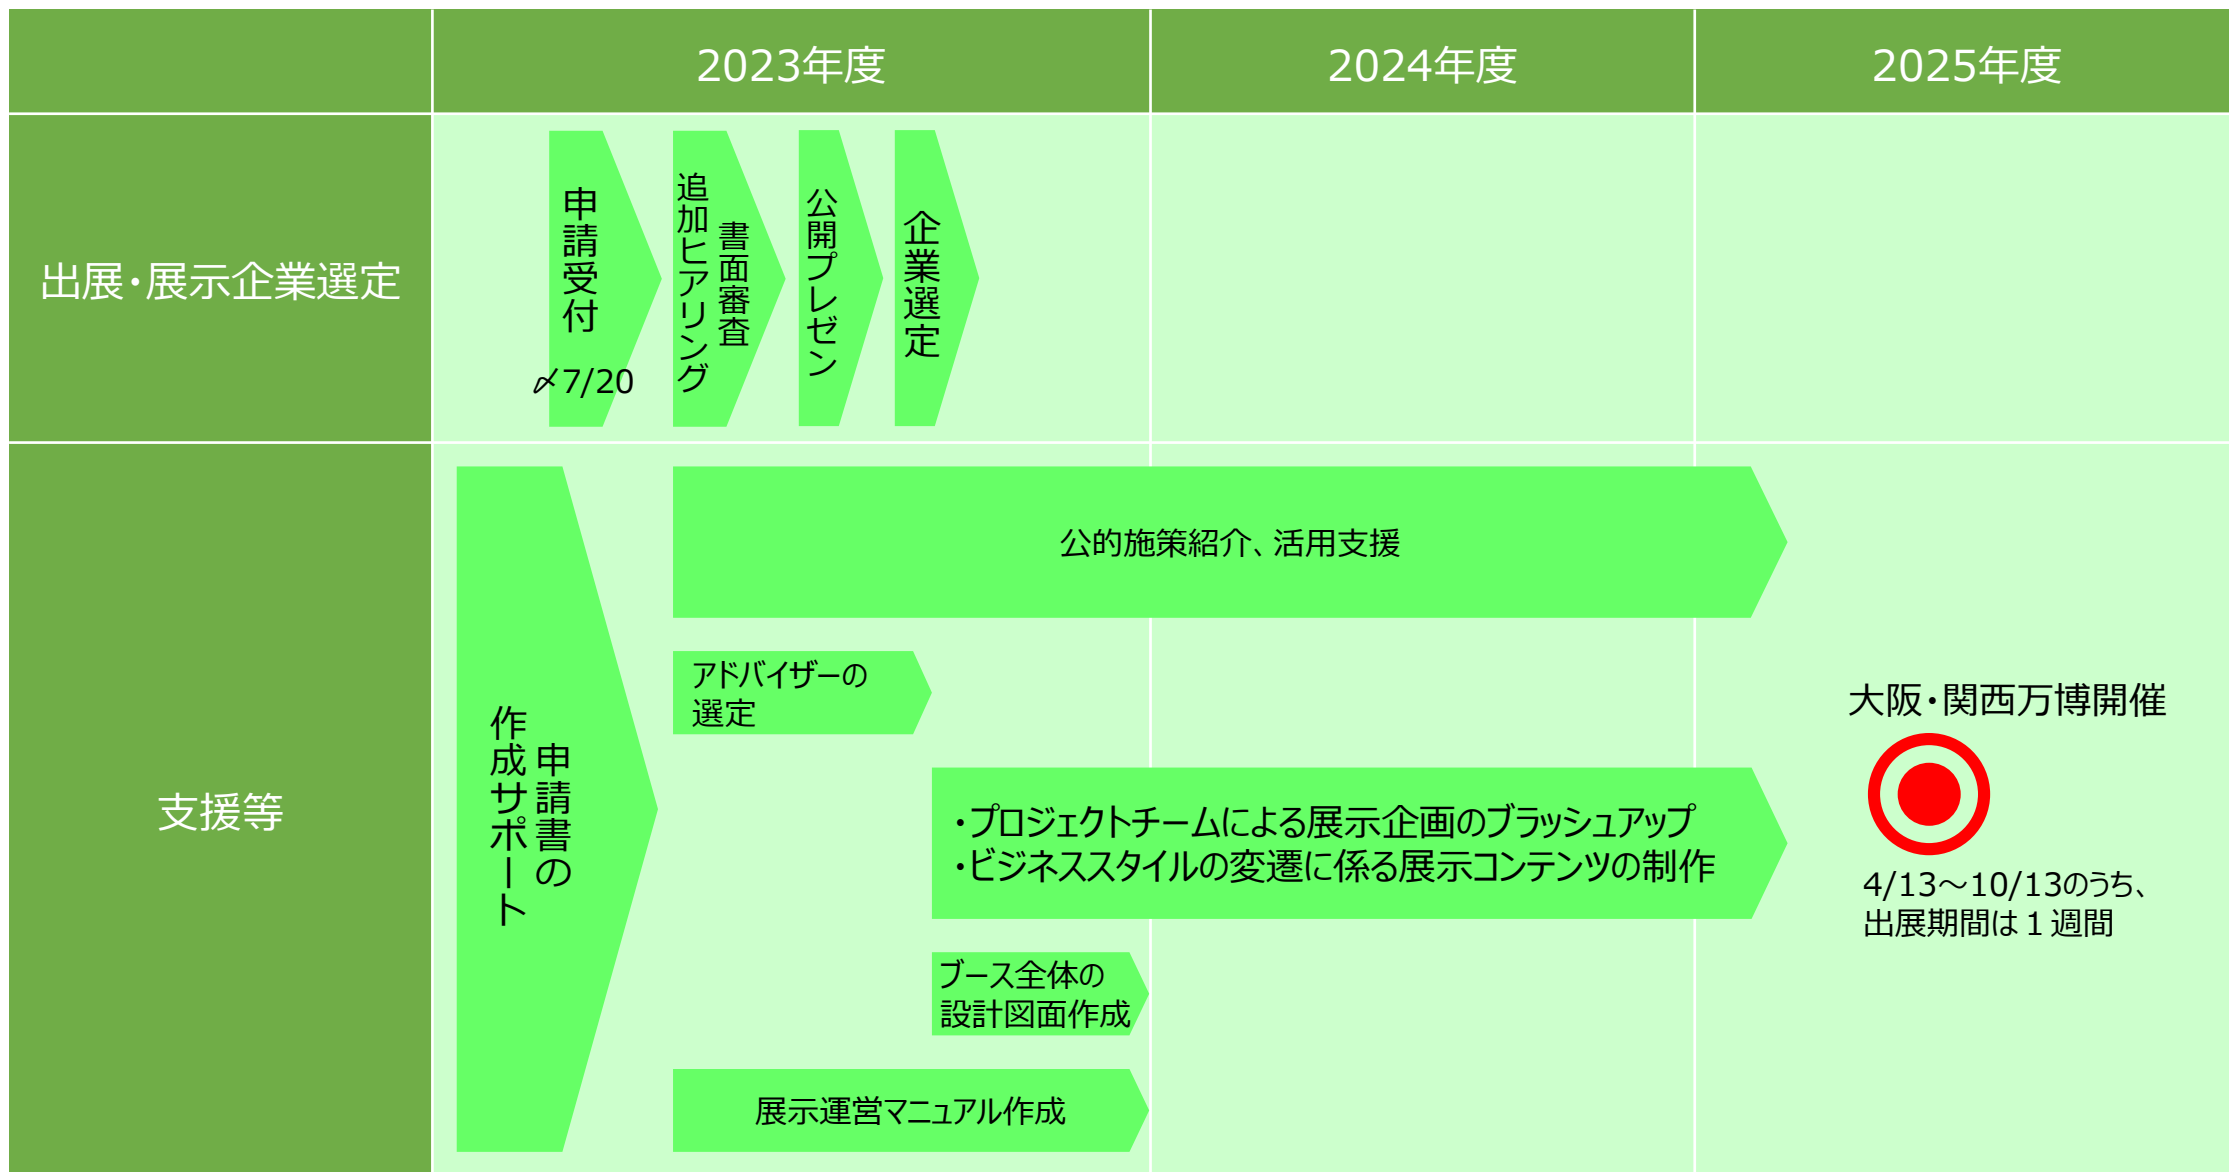 2023年度
2024年度
2025年度
出展・展示企業選定
申請受付
〆7/20
書面審査
追加ヒアリング
公開プレゼン
企業選定
支援等
申請書の
作成サポート
公的施策紹介、活用支援
アドバイザーの
選定
・プロジェクトチームによる展示企画のブラッシュアップ
・ビジネススタイルの変遷に係る展示コンテンツの制作
ブース全体の
設計図面作成
展示運営マニュアル作成
大阪・関西万博開催
4/13～10/13のうち、
出展期間は１週間